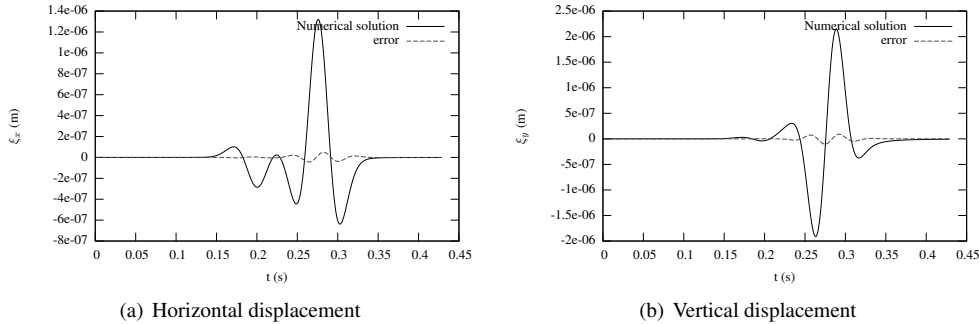 1.4e-06
1.2e-06
1e-06
8e-07
6e-07
4e-07
2e-07
0
-2e-07
-4e-07
-6e-07
-8e-07
ξx (m)
Numerical solution
error
0 0.05 0.1 0.15 0.2 0.25 0.3 0.35 0.4 0.45
t (s)
(a) Horizontal displacement
2.5e-06
2e-06
1.5e-06
1e-06
5e-07
0
-5e-07
-1e-06
-1.5e-06
-2e-06
ξy (m)
Numerical solution
error
0 0.05 0.1 0.15 0.2 0.25 0.3 0.35 0.4 0.45
t (s)
(b) Vertical displacement